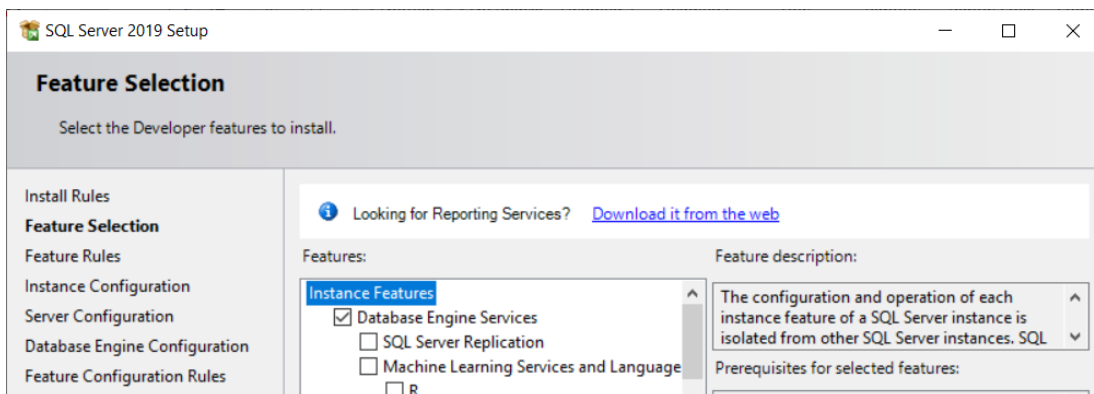 SQL Server 2019 Setup
Feature Selection
Select the Developer features to install.
Install Rules
Feature Selection
Feature Rules
Instance Configuration
Server Configuration
Database Engine Configuration
Feature Configuration Rules
Looking for Reporting Services? Download it from the web
Features:
Instance Features
Database Engine Services
SQL Server Replication
Machine Learning Services and Language
R
Feature description:
The configuration and operation of each
instance feature of a SQL Server instance is
isolated from other SQL Server instances. SQL
Prerequisites for selected features: